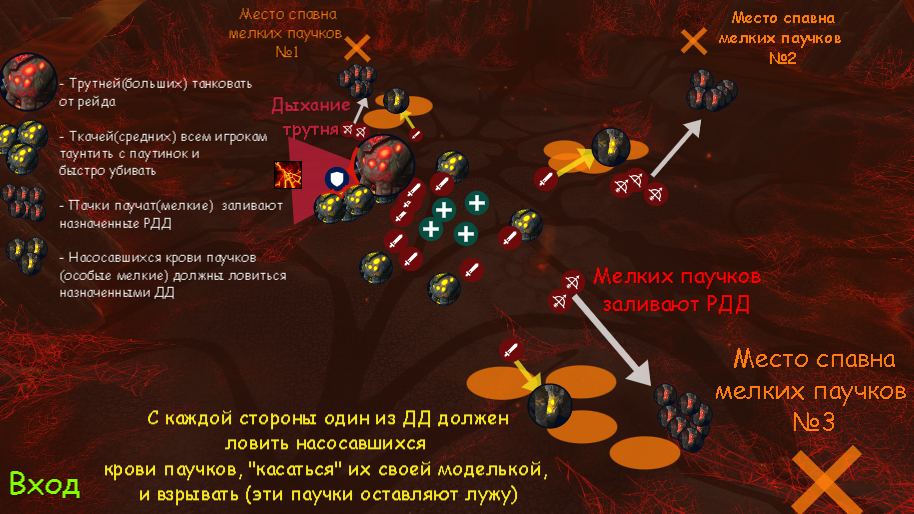 Место спавна
мелких паучков
№1
Место спавна
мелких паучков
№2
- Трутней(больших) танковать
от рейда
- Ткачей(средних) всем игрокам
таунтить с паутинок и
быстро убивать
- Пачки паучат(мелкие) заливают
назначенные РДД
- Насосавшихся крови паучков
(особые мелкие) должны ловиться
назначенными ДД
Дыхание
трутня
Мелких паучков
заливают РДД
Место спавна
мелких паучков
№3
С каждой стороны один из ДД должен
ловить насосавшихся
крови паучков, "касаться" их своей моделькой,
и взрывать (эти паучки оставляют лужу)
Вход